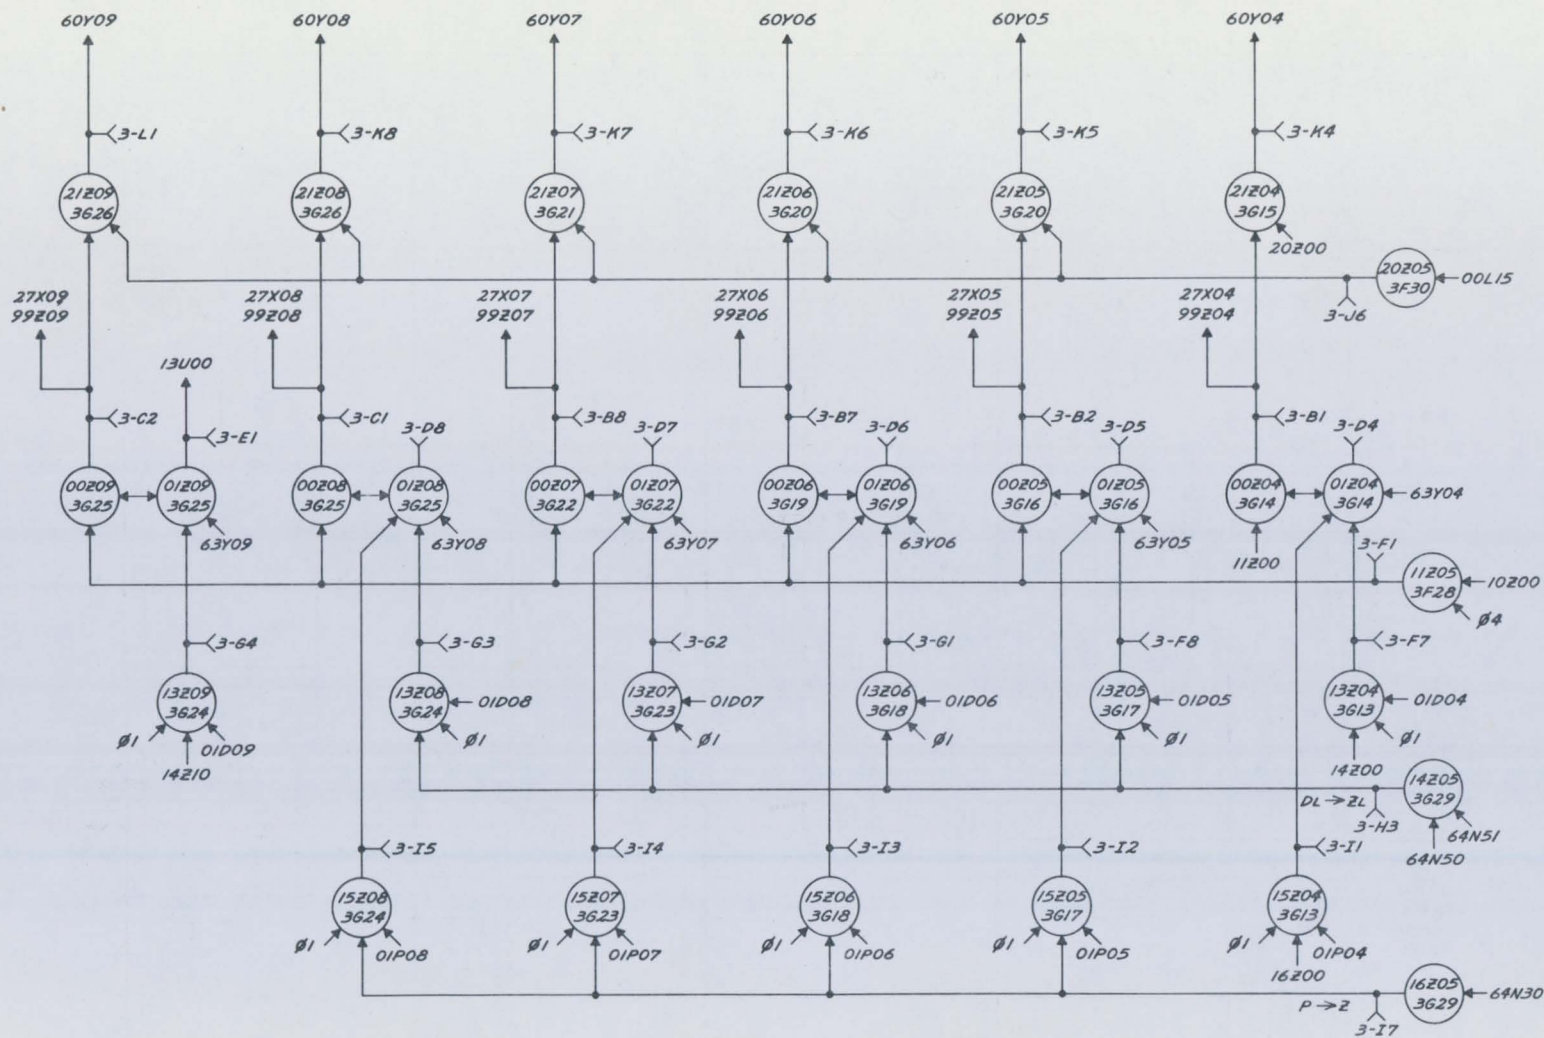 60Y09 60Y08 60Y07 60Y06 60Y05 60Y04
3-L1 3-K8 3-K7 3-K6 3-K5 3-K4
21Z09 21Z08 21Z07 21Z06 21Z05 21Z04
3G26 3G26 3G21 3G20 3G20 3G15
20Z00
20Z05
3F30
00L15
3-J6
27X09 27X08 27X07 27X06 27X05 27X04
99Z09 99Z08 99Z07 99Z06 99Z05 99Z04
13U00
3-C2 3-C1 3-B8 3-B7 3-B2 3-B1
3-E1 3-D8 3-D7 3-D6 3-D5 3-D4
00Z09 01Z09 00Z08 01Z08 00Z07 01Z07 00Z06 01Z06 00Z05 01Z05 00Z04 01Z04
3G25 3G25 3G25 3G25 3G22 3G22 3G19 3G19 3G16 3G16 3G14 3G14
63Y04
63Y09 63Y08 63Y07 63Y06 63Y05
3-F1
11Z00
11Z05
3F28
10Z00
Ø4
3-G4 3-G3 3-G2 3-G1 3-F8 3-F7
13Z09 13Z08 13Z07 13Z06 13Z05 13Z04
3G24 3G24 3G23 3G18 3G17 3G13
01D08 01D07 01D06 01D05 01D04
Ø1 01D09 Ø1 Ø1 Ø1 Ø1 Ø1
14Z10 14Z00
14Z05
3G29
DL→ZL
3-H3
64N51
64N50
3-I5 3-I4 3-I3 3-I2 3-I1
15Z08 15Z07 15Z06 15Z05 15Z04
3G24 3G23 3G18 3G17 3G13
Ø1 01P08 Ø1 01P07 Ø1 01P06 Ø1 01P05 Ø1 01P04
16Z00
16Z05
3G29
64N30
P→Z
3-I7